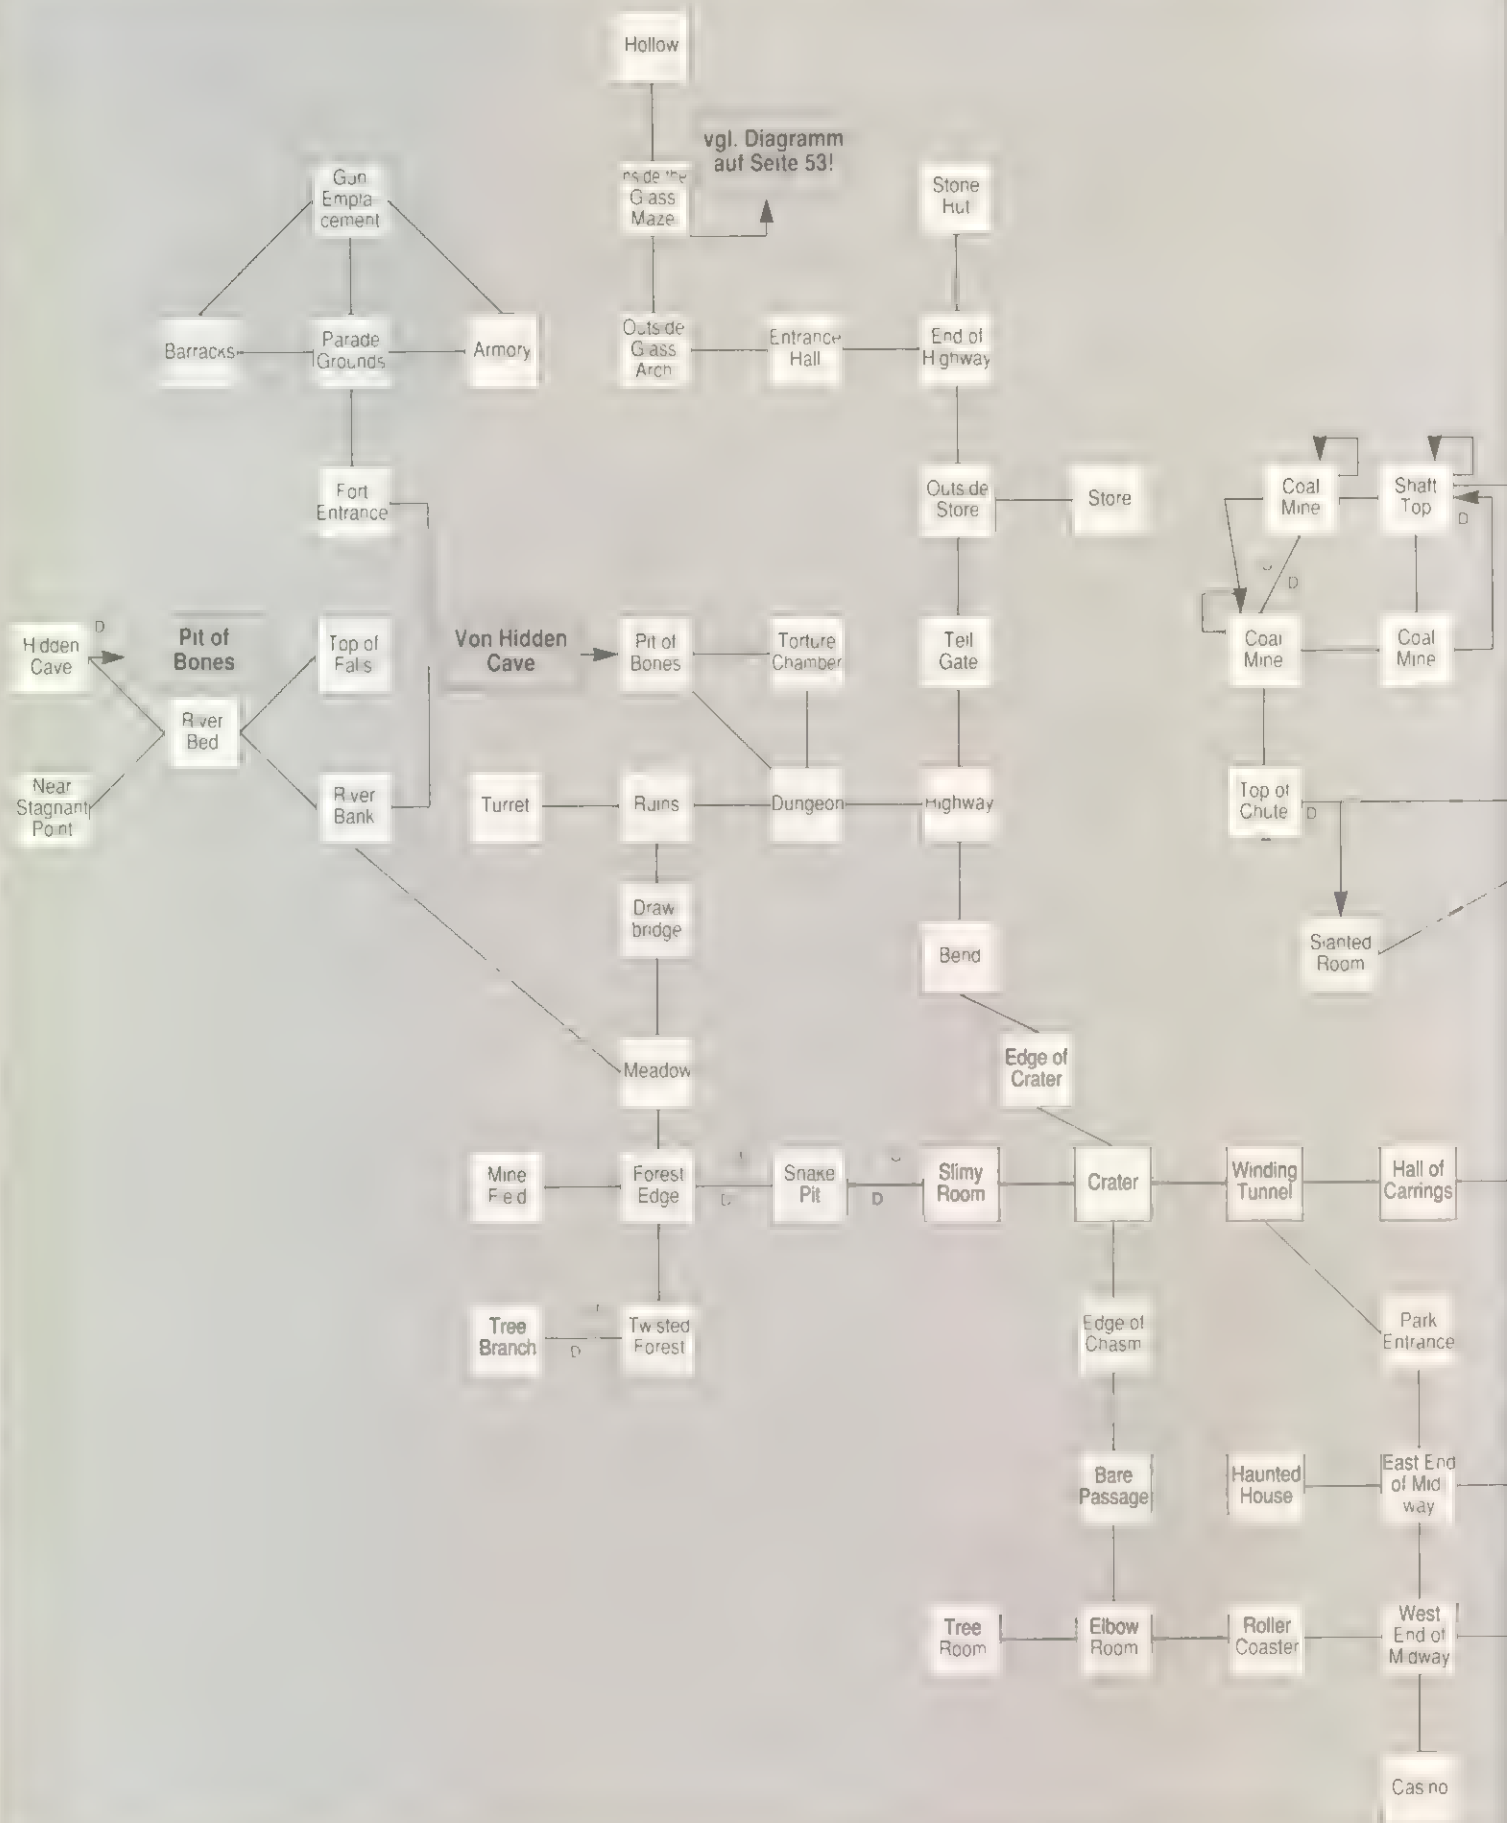 Hollow
vgl. Diagramm
auf Seite 53!
Gun
Empla-
cement
Inside the
Glass
Maze
Stone
Hut
Barracks
Parade
Grounds
Armory
Outside
Glass
Arch
Entrance
Hall
End of
Highway
Fort
Entrance
Outside
Store
Store
Coal
Mine
Shaft
Top
D
D
Hidden
Cave
D
Pit of
Bones
Top of
Falls
Von Hidden
Cave
Pit of
Bones
Torture
Chamber
Tell
Gate
Coal
Mine
Coal
Mine
River
Bed
Near
Stagnant
Point
River
Bank
Turret
Ruins
Dungeon
Highway
Top of
Chute
D
Draw
bridge
Bend
Slanted
Room
Meadow
Edge of
Crater
Mine
Field
Forest
Edge
D
Snake
Pit
D
Slimy
Room
Crater
Winding
Tunnel
Hall of
Carrings
Tree
Branch
D
Twisted
Forest
Edge of
Chasm
Park
Entrance
Bare
Passage
Haunted
House
East End
of Mid
way
Tree
Room
Elbow
Room
Roller
Coaster
West
End of
Midway
Casino